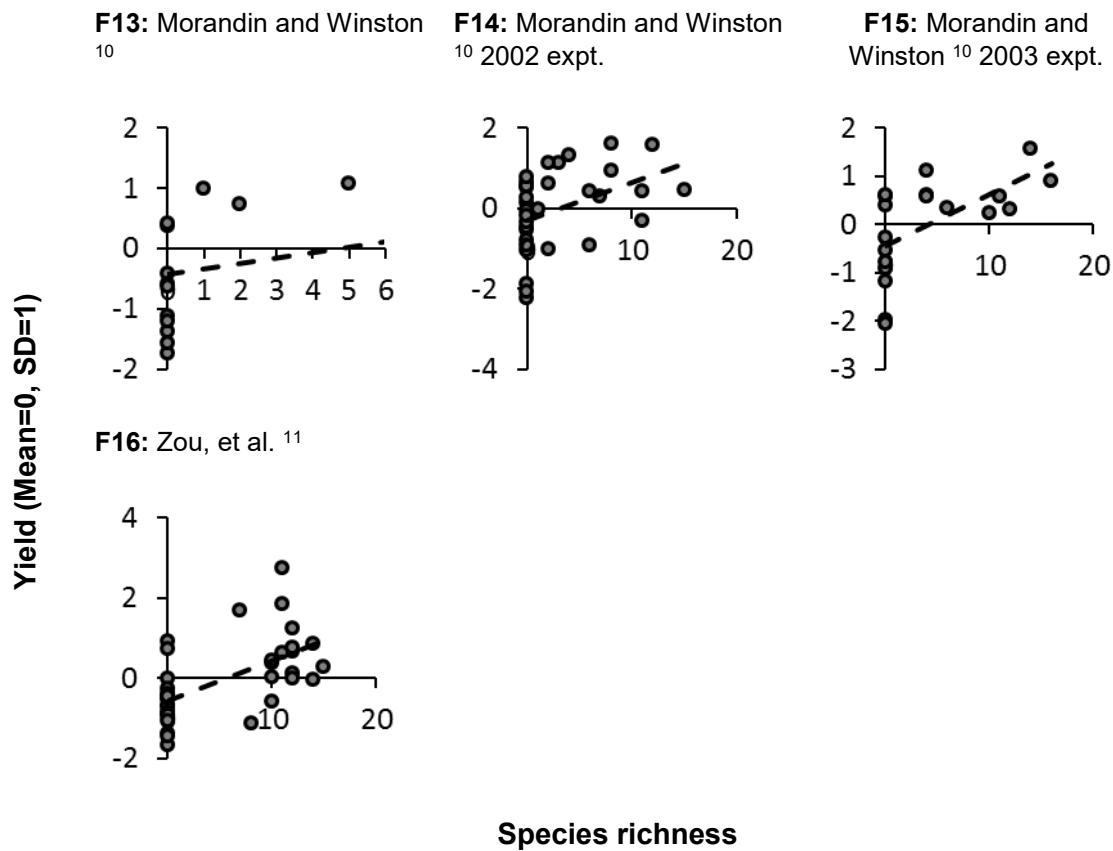 F13: Morandin and Winston
10
F14: Morandin and Winston
10 2002 expt.
F15: Morandin and
Winston 10 2003 expt.
2
1
0
-1
-2
1 2 3 4 5 6
2
0
-2
-4
10 20
2
1
0
-1
-2
-3
10 20
F16: Zou, et al. 11
4
2
0
-2
10 20
Yield (Mean=0, SD=1)
Species richness